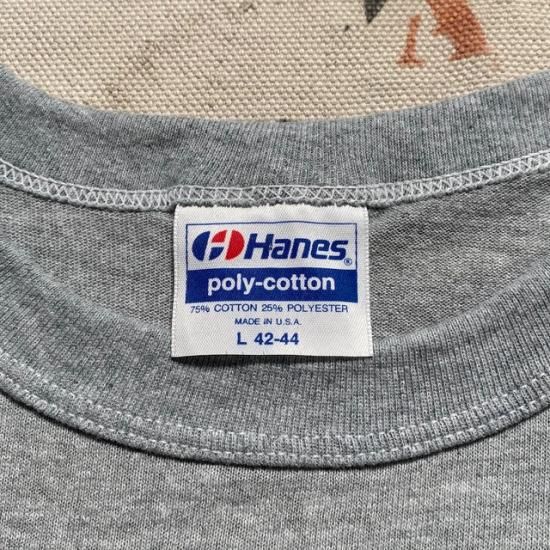 Hanes®
poly-cotton
75% COTTON 25% POLYESTER
MADE IN U.S.A.
L 42-44